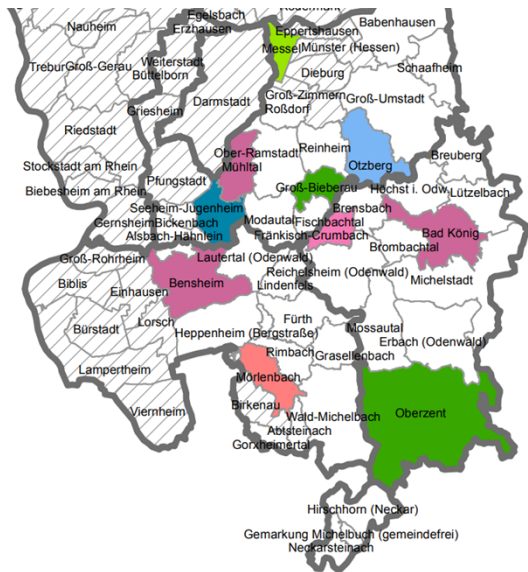 Egelsbach
Rödermark
Nauheim
Erzhausen
Babenhausen
Eppertshausen
Messel
Münster (Hessen)
Trebur
Groß-Gerau
Weiterstadt
Büttelborn
Dieburg
Schaafheim
Darmstadt
Groß-Zimmern
Groß-Umstadt
Griesheim
Roßdorf
Riedstadt
Ober-Ramstadt
Reinheim
Breuberg
Stockstadt am Rhein
Mühltal
Otzberg
Pfungstadt
Biebesheim am Rhein
Groß-Bieberau
Höchst i. Odw.
Lützelbach
Seeheim-Jugenheim
Brensbach
Gernsheim
Bickenbach
Modautal
Fischbachtal
Bad König
Alsbach-Hähnlein
Fränkisch-Crumbach
Brombachtal
Groß-Rohrheim
Lautertal (Odenwald)
Bensheim
Reichelsheim (Odenwald)
Michelstadt
Biblis
Einhausen
Lindenfels
Lorsch
Fürth
Bürstadt
Heppenheim (Bergstraße)
Mossautal
Rimbach
Grasellenbach
Erbach (Odenwald)
Lampertheim
Mörlenbach
Birkenau
Wald-Michelbach
Oberzent
Viernheim
Abtsteinach
Gorxheimertal
Hirschhorn (Neckar)
Gemarkung Michelbuch (gemeindefrei)
Neckarsteinach